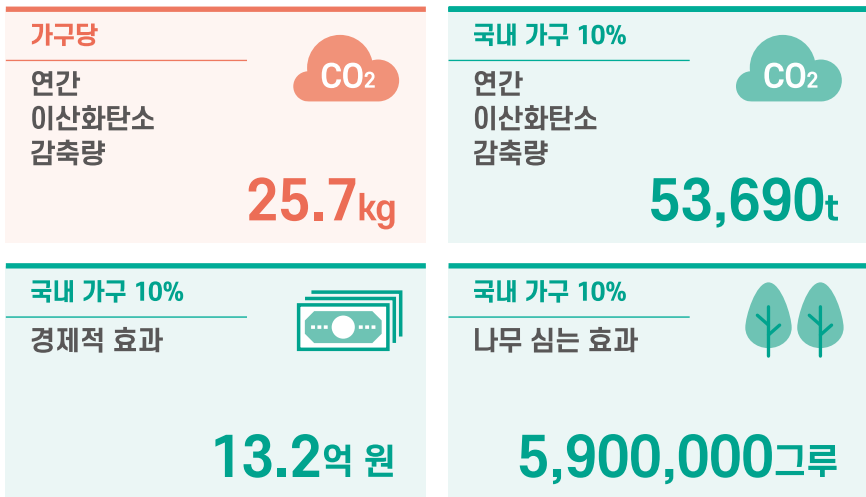 가구당
연간
이산화탄소
감축량
CO₂
25.7kg
국내 가구 10%
연간
이산화탄소
감축량
CO₂
53,690t
국내 가구 10%
경제적 효과
13.2억 원
국내 가구 10%
나무 심는 효과
5,900,000그루